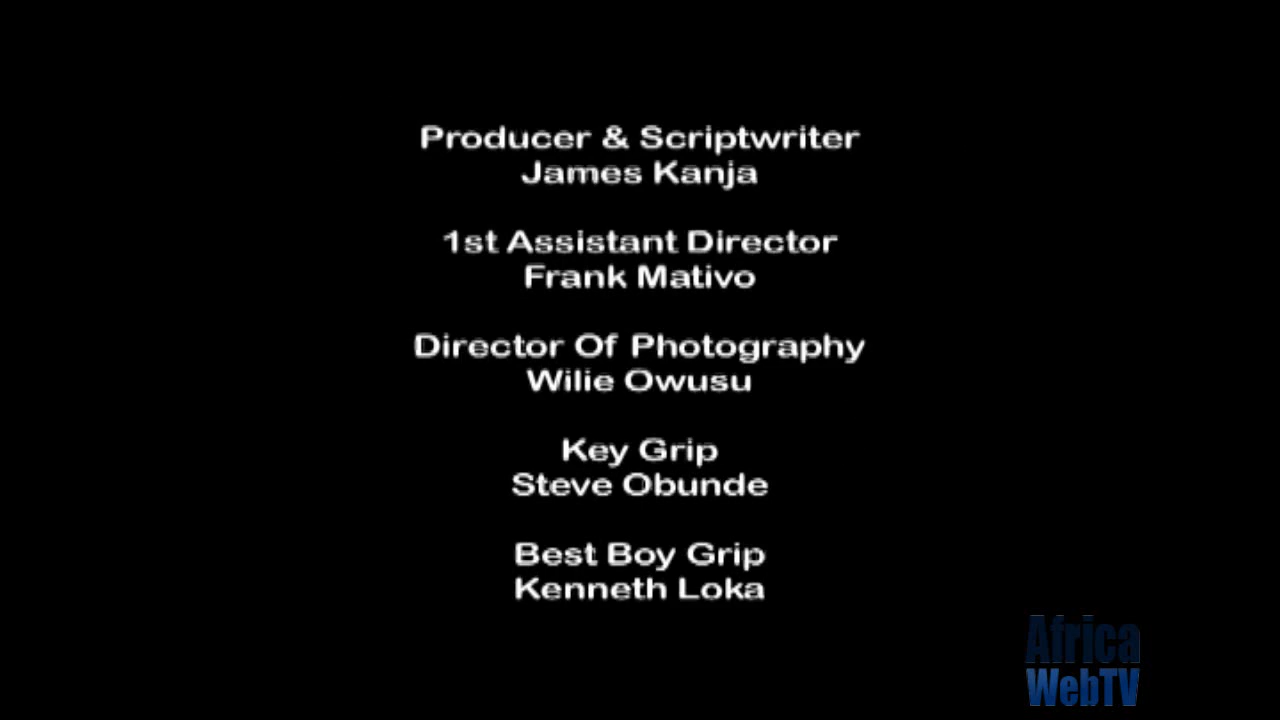 Producer & Scriptwriter
James Kanja
1st Assistant Director
Frank Mativo
Director Of Photography
Wilie Owusu
Key Grip
Steve Obunde
Best Boy Grip
Kenneth Loka
Africa
WebTV